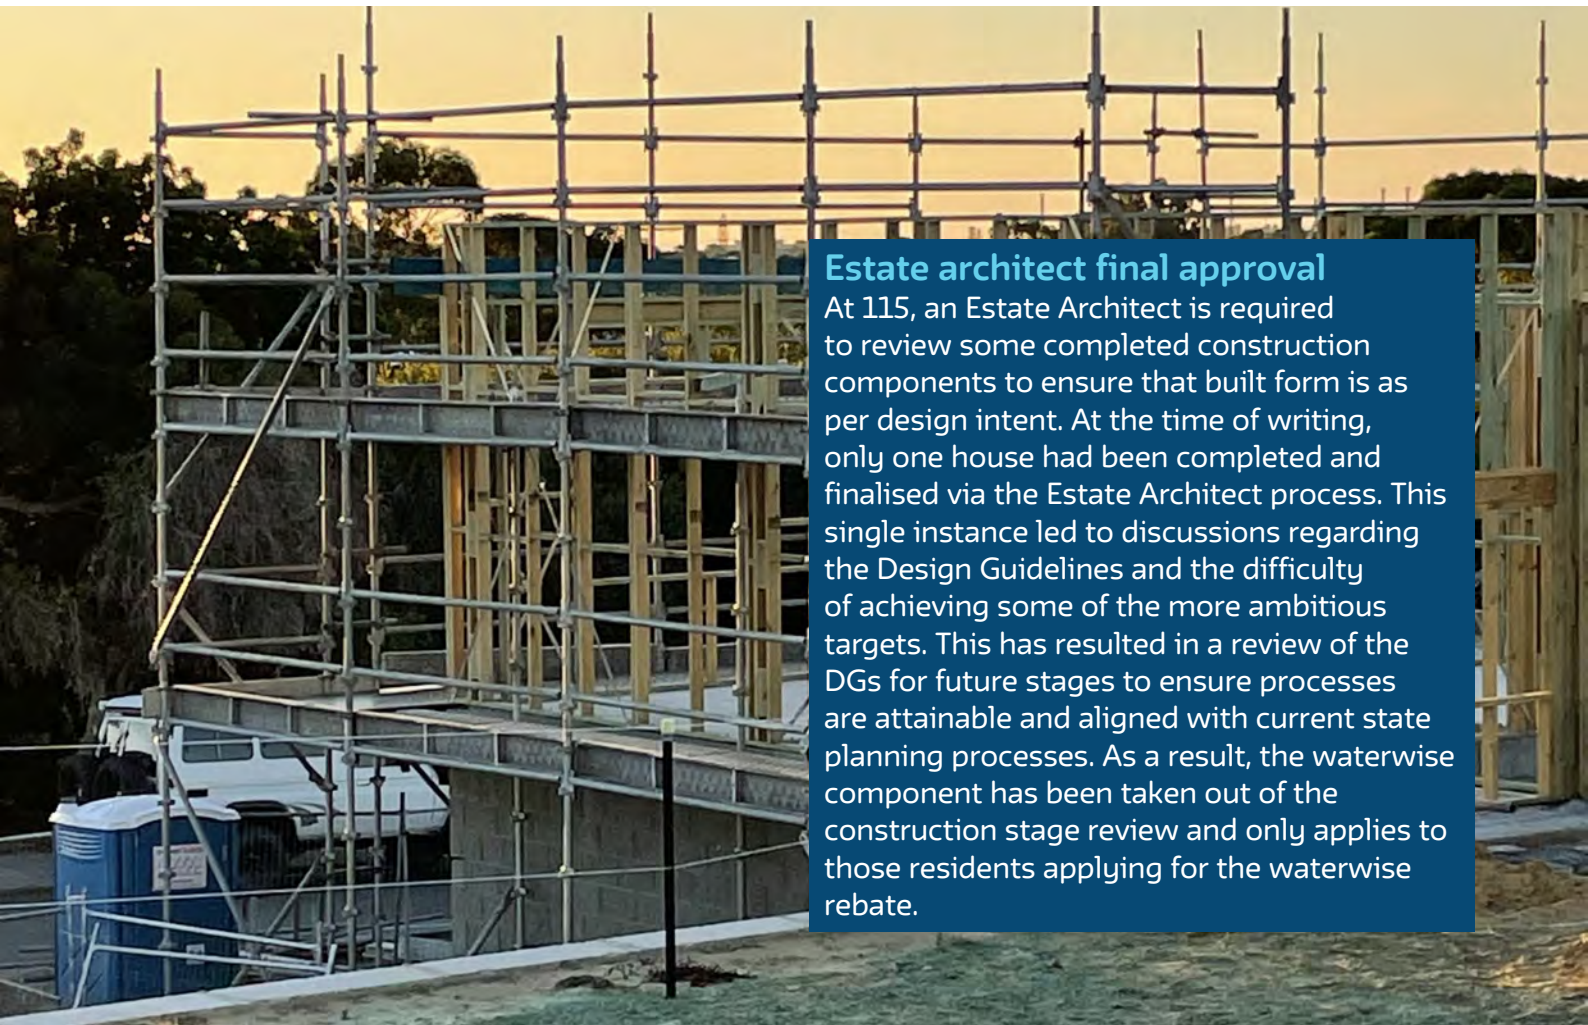 Estate architect final approval
At 115, an Estate Architect is required
to review some completed construction
components to ensure that built form is as
per design intent. At the time of writing,
only one house had been completed and
finalised via the Estate Architect process. This
single instance led to discussions regarding
the Design Guidelines and the difficulty
of achieving some of the more ambitious
targets. This has resulted in a review of the
DGs for future stages to ensure processes
are attainable and aligned with current state
planning processes. As a result, the waterwise
component has been taken out of the
construction stage review and only applies to
those residents applying for the waterwise
rebate.